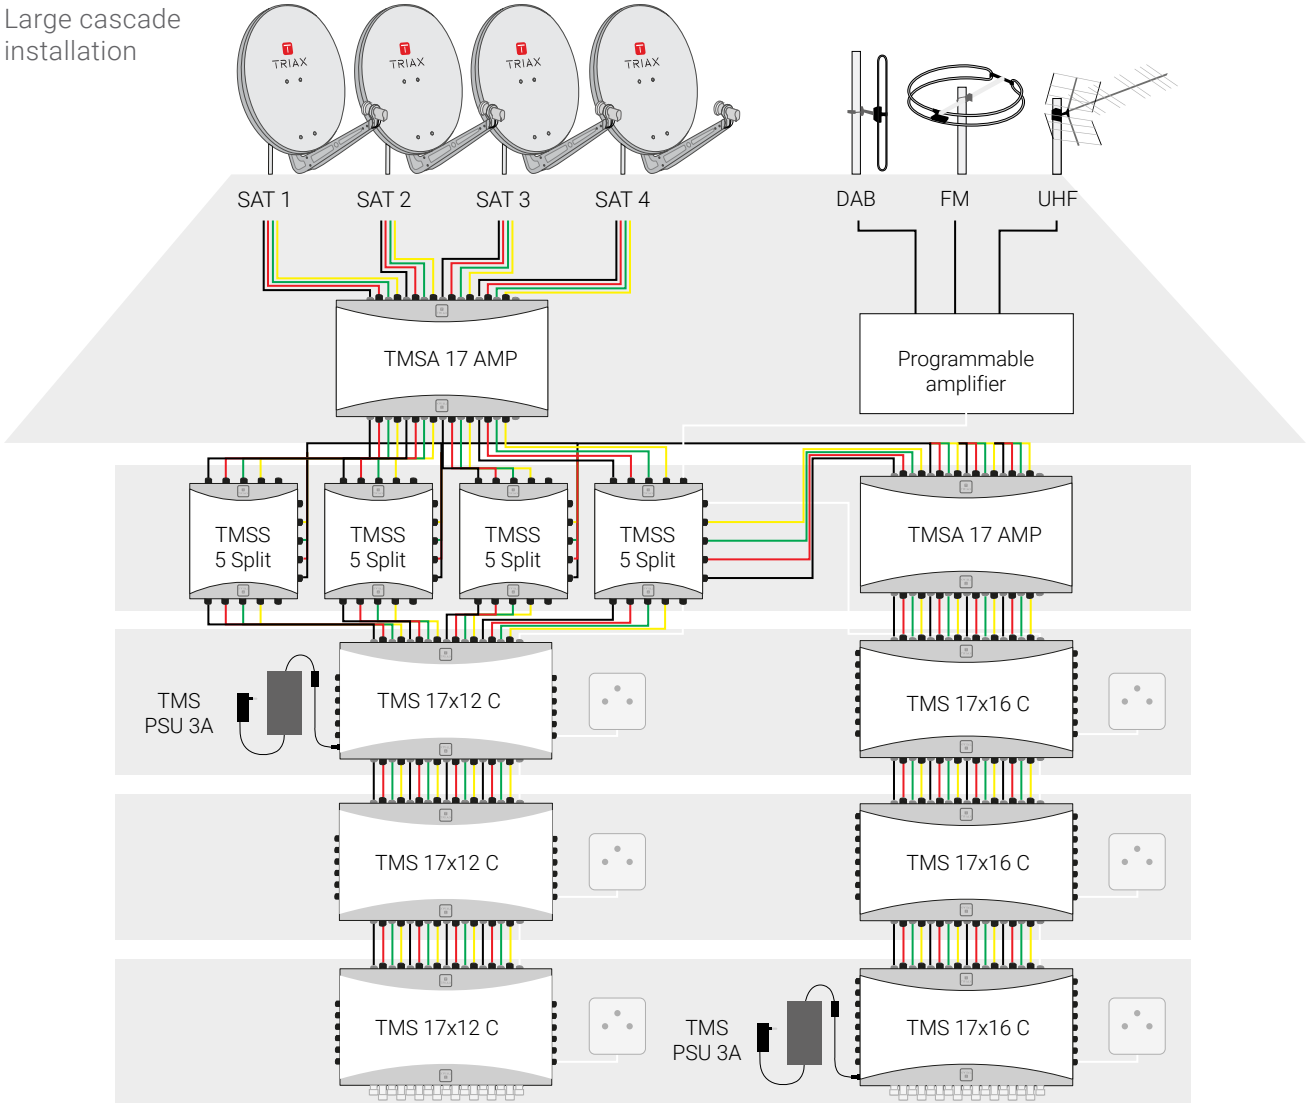 Large cascade
installation
TRIAX
TRIAX
TRIAX
TRIAX
SAT 1
SAT 2
SAT 3
SAT 4
DAB
FM
UHF
TMSA 17 AMP
Programmable
amplifier
TMSS
5 Split
TMSS
5 Split
TMSS
5 Split
TMSS
5 Split
TMSA 17 AMP
TMS
PSU 3A
TMS 17x12 C
TMS 17x16 C
TMS 17x12 C
TMS 17x16 C
TMS 17x12 C
TMS
PSU 3A
TMS 17x16 C